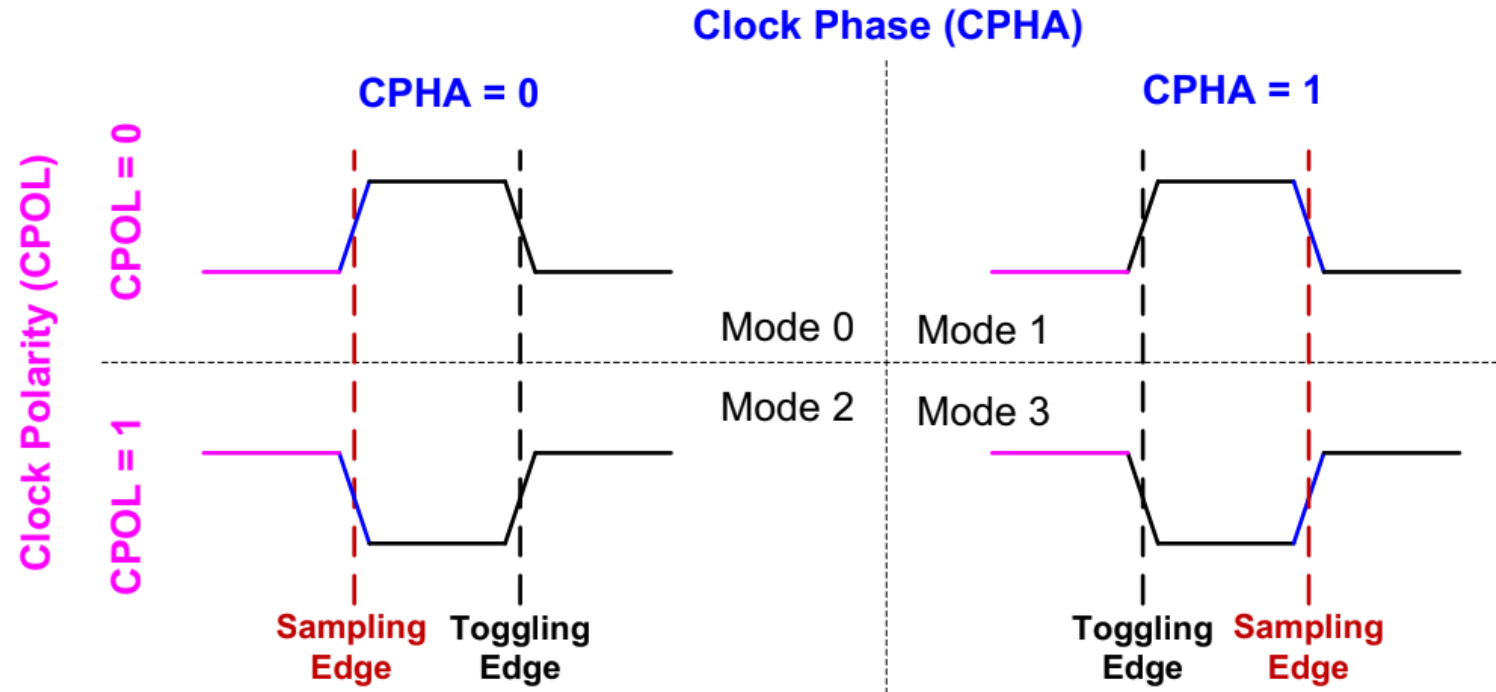 Clock Phase (CPHA)
CPHA = 0
CPHA = 1
Clock Polarity (CPOL)
CPOL = 0
Mode 0
Mode 1
CPOL = 1
Mode 2
Mode 3
Sampling
Edge
Toggling
Edge
Toggling
Edge
Sampling
Edge